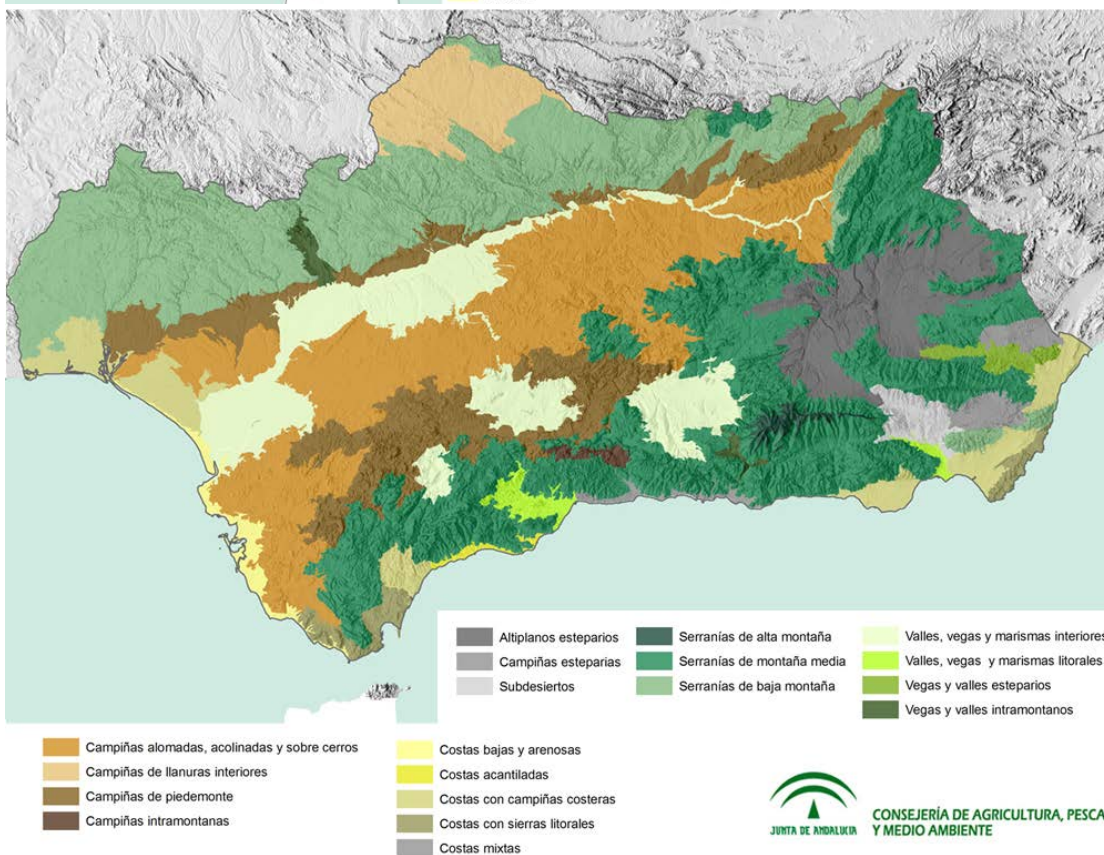 Altiplanos esteparios
Campiñas esteparias
Subdesiertos
Serranías de alta montaña
Serranías de montaña media
Serranías de baja montaña
Valles, vegas y marismas interiores
Valles, vegas y marismas litorales
Vegas y valles esteparios
Vegas y valles intramontanos
Campiñas alomadas, acolinadas y sobre cerros
Campiñas de llanuras interiores
Campiñas de piedemonte
Campiñas intramontanas
Costas bajas y arenosas
Costas acantiladas
Costas con campiñas costeras
Costas con sierras litorales
Costas mixtas
JUNTA DE ANDALUCIA
CONSEJERÍA DE AGRICULTURA, PESCA
Y MEDIO AMBIENTE